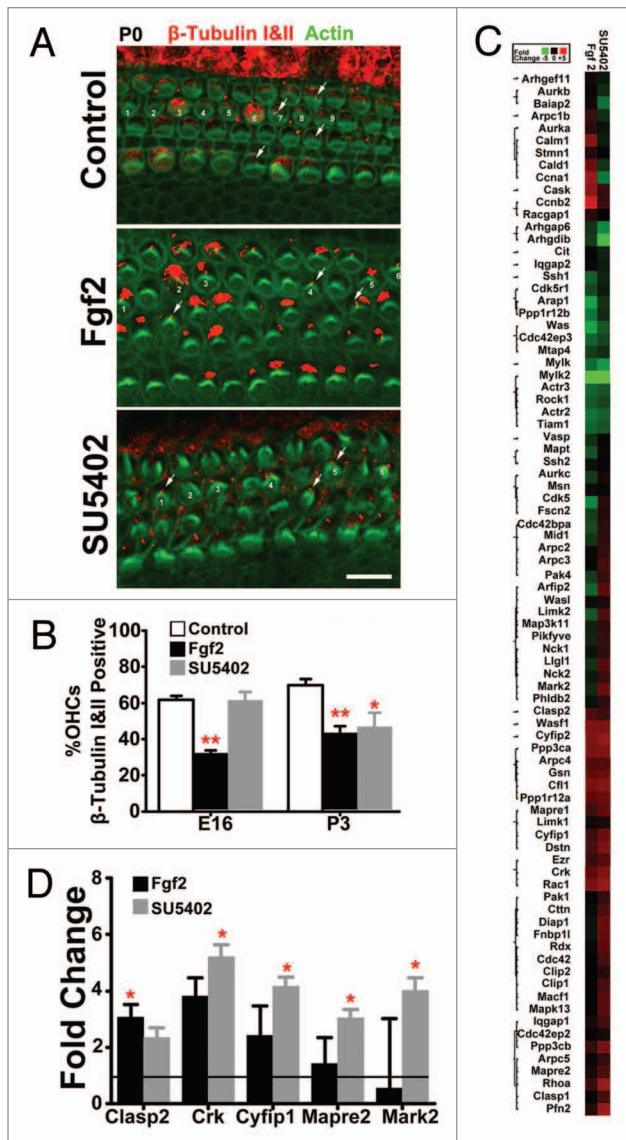 A
P0 β-Tubulin I&II Actin
Control
1 2 3 4 5 6 7 8 9
Fgf2
1 2 3 4 5 6
SU5402
1 2 3 4 5 6
B
Control
Fgf2
SU5402
%OHCs
β-Tubulin I&II Positive
100
80
60
40
20
0
** ** *
E16 P3
D
Fgf2
SU5402
Fold Change
8
6
4
2
0
* * * * *
Clasp2 Crk Cyfip1 Mapre2 Mark2
C
Fold
Change -5 0 +5
Fgf 2
SU5402
Arhgef11
Aurkb
Baiap2
Arpc1b
Aurka
Calm1
Stmn1
Cald1
Ccna1
Cask
Ccnb2
Racgap1
Arhgap6
Arhgdib
Cit
Iqgap2
Ssh1
Cdk5r1
Arap1
Ppp1r12b
Was
Cdc42ep3
Mtap4
Mylk
Mylk2
Actr3
Rock1
Actr2
Tiam1
Vasp
Mapt
Ssh2
Aurkc
Msn
Cdk5
Fscn2
Cdc42bpa
Mid1
Arpc2
Arpc3
Pak4
Arfip2
Wasl
Limk2
Map3k11
Pikfyve
Nck1
Llgl1
Nck2
Mark2
Phldb2
Clasp2
Wasf1
Cyfip2
Ppp3ca
Arpc4
Gsn
Cfl1
Ppp1r12a
Mapre1
Limk1
Cyfip1
Dstn
Ezr
Crk
Rac1
Pak1
Cttn
Diap1
Fnbp1l
Rdx
Cdc42
Clip2
Clip1
Macf1
Mapk13
Iqgap1
Cdc42ep2
Ppp3cb
Arpc5
Mapre2
Rhoa
Clasp1
Pfn2